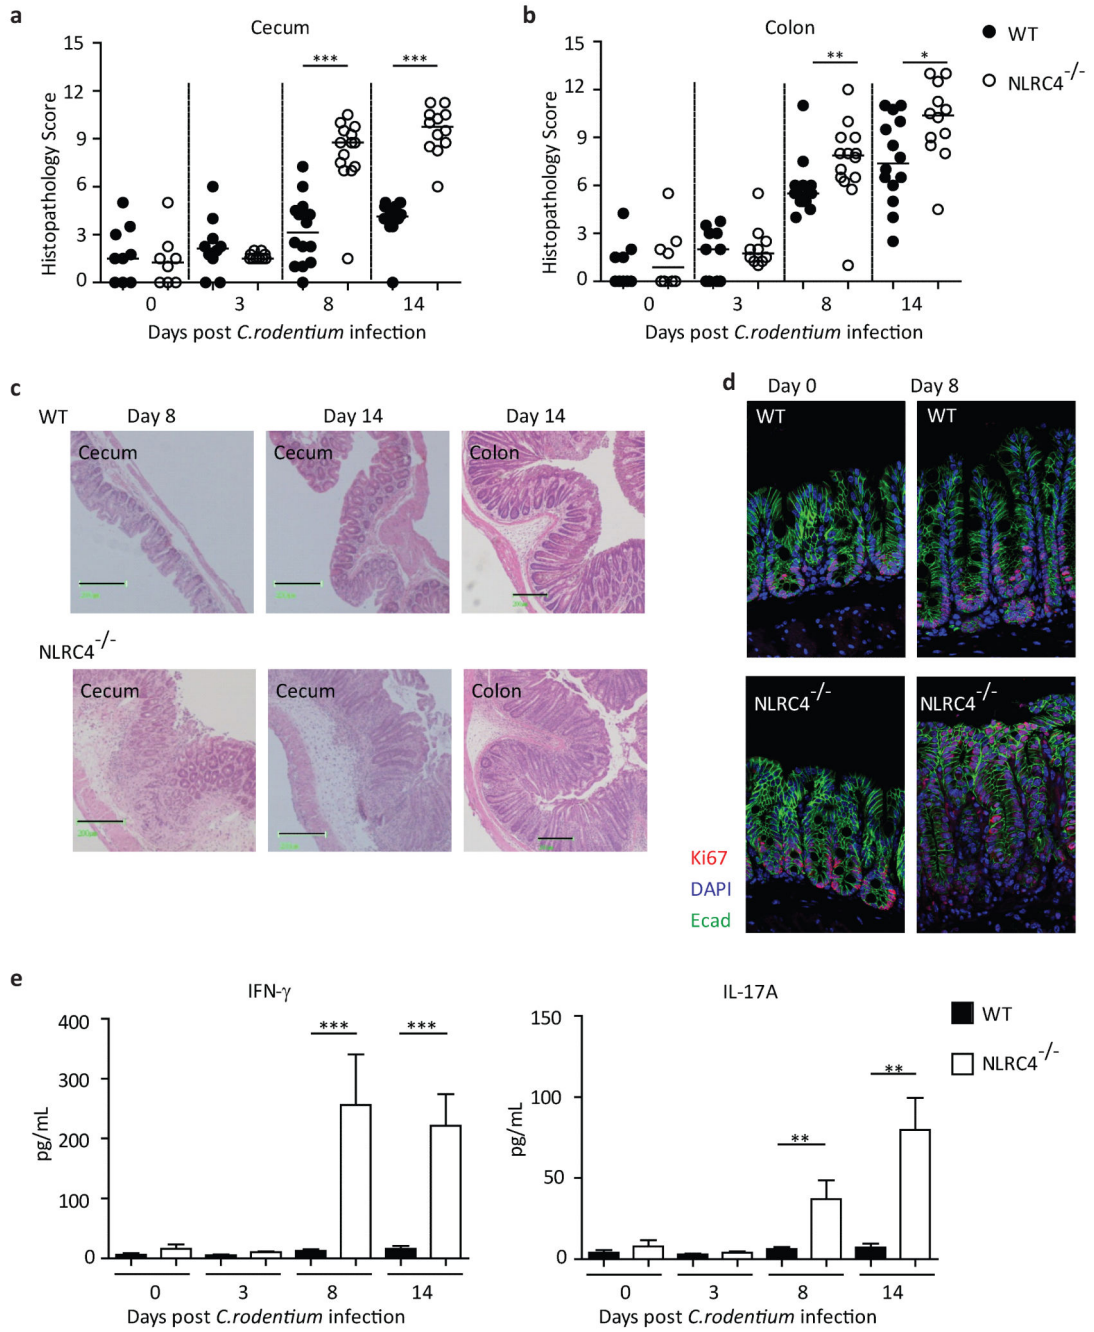 a
Cecum
15
12
9
6
3
0
Histopathology Score
***
***
0 3 8 14
Days post C.rodentium infection
b
Colon
15
12
9
6
3
0
Histopathology Score
**
*
0 3 8 14
Days post C.rodentium infection
WT
NLRC4-/-
c
WT Day 8 Day 14 Day 14
Cecum Cecum Colon
NLRC4-/-
Cecum Cecum Colon
200um
d
Day 0 Day 8
WT WT
NLRC4-/- NLRC4-/-
Ki67
DAPI
Ecad
e
IFN-γ
400
300
200
100
0
pg/mL
***
***
0 3 8 14
Days post C.rodentium infection
IL-17A
150
100
50
0
pg/mL
**
**
0 3 8 14
Days post C.rodentium infection
WT
NLRC4-/-